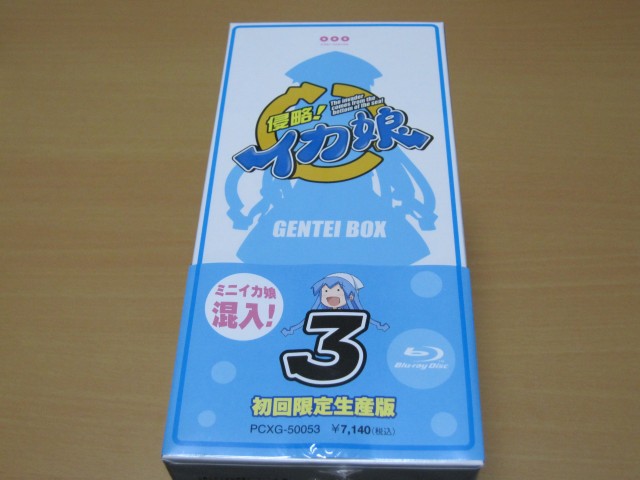 侵略!
The invader comes from the bottom of the sea!
イカ娘
GENTEI BOX
ミニイカ娘
混入!
3
Blu-ray Disc
初回限定生産版
PCXG-50053 ¥7,140(税込)